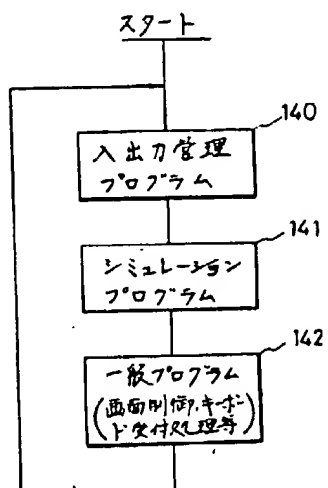 スタート
140
入出力管理
プログラム
141
シミュレーション
プログラム
142
一般プログラム
(画面制御、キーボー
ド受付処理等)